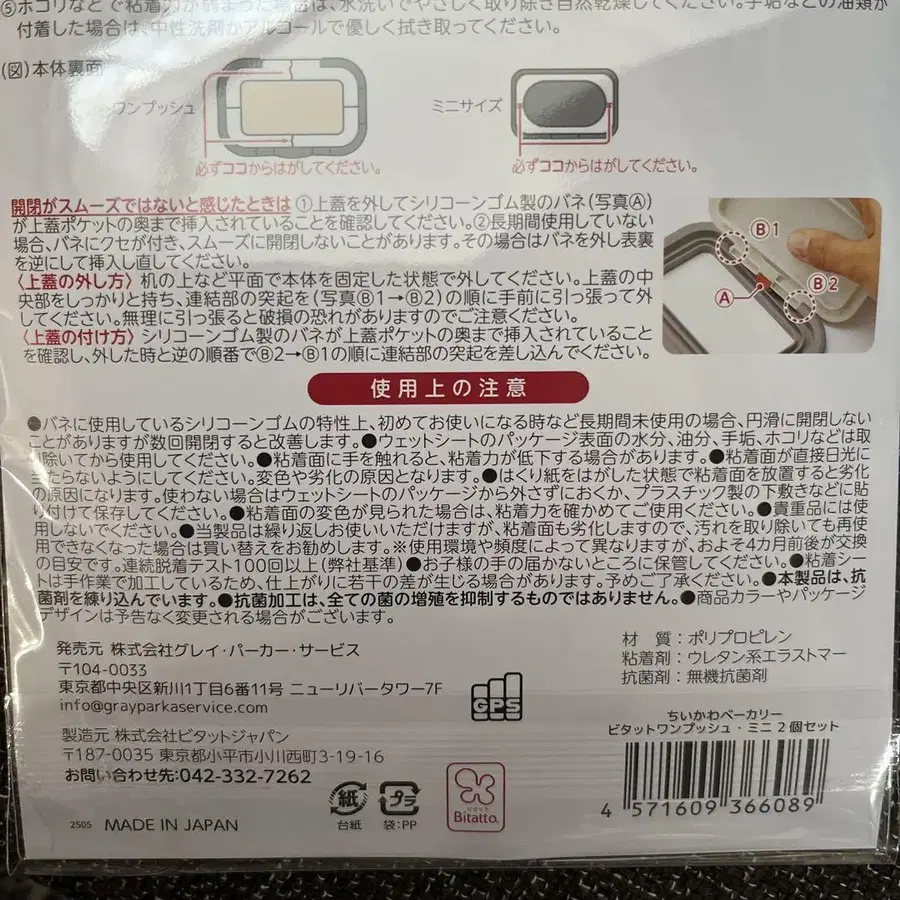 ⑤ホコリなどで粘着力が弱まった場合は、水洗いでやさしく取り除き自然乾燥してください。手垢などの油類が
付着した場合は、中性洗剤かアルコールで優しく拭き取ってください。
(図)本体裏面
ワンプッシュ
ミニサイズ
必ずココからはがしてください。
必ずココからはがしてください。
開閉がスムーズではないと感じたときは ①上蓋を外してシリコーンゴム製のバネ(写真Ⓐ)
が上蓋ポケットの奥まで挿入されていることを確認してください。②長期間使用していない
場合、バネにクセが付き、スムーズに開閉しないことがあります。その場合はバネを外し表裏
を逆にして挿入し直してください。
〈上蓋の外し方〉机の上など平面で本体を固定した状態で外してください。上蓋の中
央部をしっかりと持ち、連結部の突起を(写真Ⓑ1→Ⓑ2)の順に手前に引っ張って外
してください。無理に引っ張ると破損の恐れがありますのでご注意ください。
〈上蓋の付け方〉シリコーンゴム製のバネが上蓋ポケットの奥まで挿入されていること
を確認し、外した時と逆の順番でⒷ2→Ⓑ1の順に連結部の突起を差し込んでください。
Ⓑ1
Ⓐ
Ⓑ2
使用上の注意
●バネに使用しているシリコーンゴムの特性上、初めてお使いになる時など長期間未使用の場合、円滑に開閉しない
ことがありますが数回開閉すると改善します。●ウェットシートのパッケージ表面の水分、油分、手垢、ホコリなどは取
り除いてから使用してください。●粘着面に手を触れると、粘着力が低下する場合があります。●粘着面が直接日光に
当たらないようにしてください。変色や劣化の原因となります。●はくり紙をはがした状態で粘着面を放置すると劣化
の原因になります。使わない場合はウェットシートのパッケージから外さずにおくか、プラスチック製の下敷きなどに貼
り付けて保存してください。●粘着面の変色が見られた場合は、粘着力を確かめてご使用ください。●貴重品には使
用しないでください。●当製品は繰り返しお使いいただけますが、粘着面も劣化しますので、汚れを取り除いても再使
用できなくなった場合は買い替えをお勧めします。※使用環境や頻度によって異なりますが、およそ4カ月前後が交換
の目安です。連続脱着テスト100回以上(弊社基準)●お子様の手の届かないところに保管してください。●粘着シー
トは手作業で加工しているため、仕上がりに若干の差が生じる場合があります。予めご了承ください。●本製品は、抗
菌剤を練り込んでいます。●抗菌加工は、全ての菌の増殖を抑制するものではありません。●商品カラーやパッケージ
デザインは予告なく変更される場合がございます。
発売元 株式会社グレイ・パーカー・サービス
〒104-0033
東京都中央区新川1丁目6番11号 ニューリバータワー7F
info@grayparkaservice.com
GPS
製造元 株式会社ビタットジャパン
〒187-0035 東京都小平市小川西町3-19-16
お問い合わせ先:042-332-7262
2505 MADE IN JAPAN
紙
台紙
プラ
袋:PP
ビタット
Bitatto.
材 質:ポリプロピレン
粘着剤:ウレタン系エラストマー
抗菌剤:無機抗菌剤
ちいかわベーカリー
ビタットワンプッシュ・ミニ 2個セット
4 571609 366089